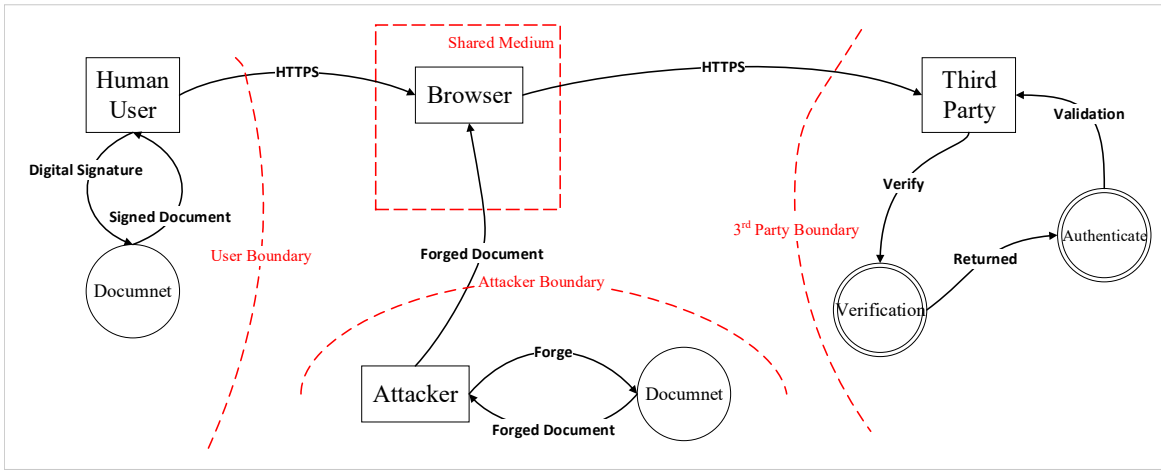 Shared Medium
HTTPS
HTTPS
Human
User
Browser
Third
Party
Validation
Digital Signature
Verify
Signed Document
User Boundary
Forged Document
3rd Party Boundary
Authenticate
Returned
Attacker Boundary
Documnet
Verification
Forge
Attacker
Documnet
Forged Document